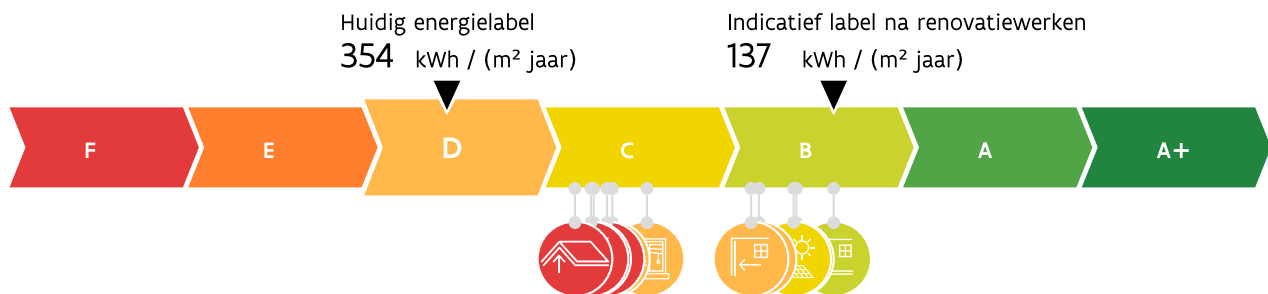 Huidig energielabel
354 kWh / (m² jaar)
Indicatief label na renovatiewerken
137 kWh / (m² jaar)
F E D C B A A+